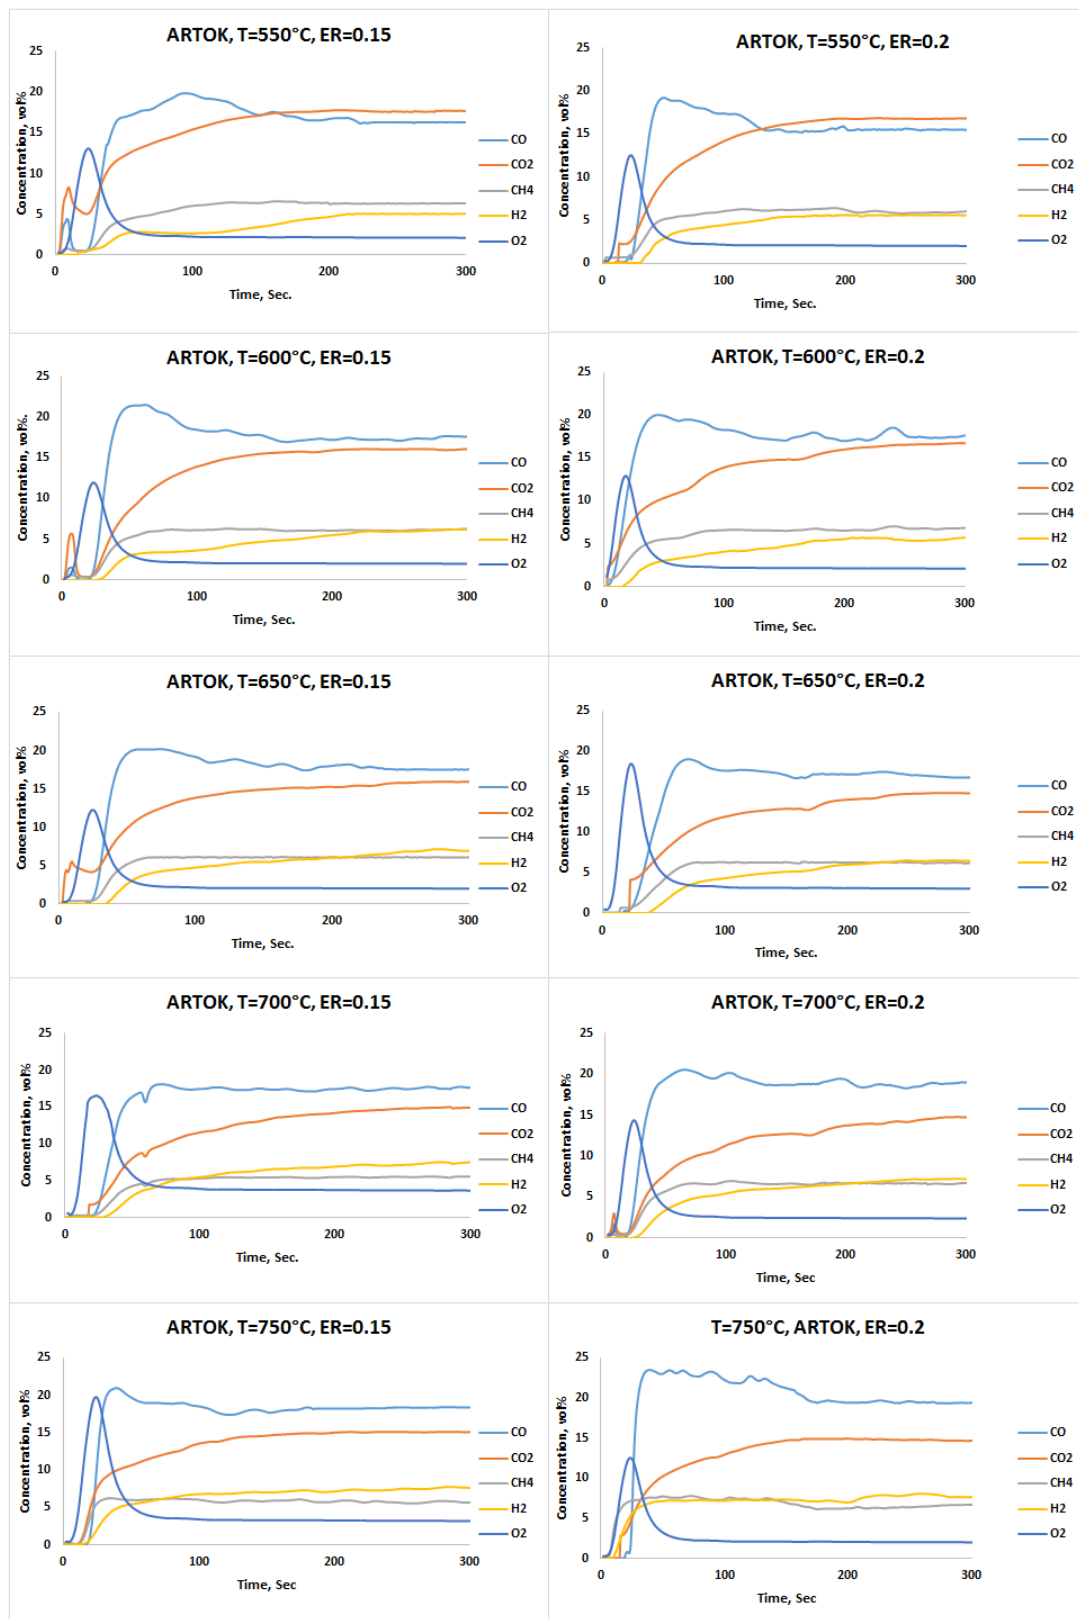 ARTOK, T=550°C, ER=0.15
Concentration, vol%
25
20
15
10
5
0
0 100 200 300
Time, Sec.
CO
CO2
CH4
H2
O2
ARTOK, T=550°C, ER=0.2
Concentration, vol%
25
20
15
10
5
0
0 100 200 300
Time, Sec.
CO
CO2
CH4
H2
O2
ARTOK, T=600°C, ER=0.15
Concentration, vol%.
25
20
15
10
5
0
0 100 200 300
Time, Sec.
CO
CO2
CH4
H2
O2
ARTOK, T=600°C, ER=0.2
Concentration, vol%
25
20
15
10
5
0
0 100 200 300
Time, Sec.
CO
CO2
CH4
H2
O2
ARTOK, T=650°C, ER=0.15
Concentration, vol%
25
20
15
10
5
0
0 100 200 300
Time, Sec.
CO
CO2
CH4
H2
O2
ARTOK, T=650°C, ER=0.2
Concentration, vol%
25
20
15
10
5
0
0 100 200 300
Time, Sec.
CO
CO2
CH4
H2
O2
ARTOK, T=700°C, ER=0.15
Concentration, vol%
25
20
15
10
5
0
0 100 200 300
Time, Sec.
CO
CO2
CH4
H2
O2
ARTOK, T=700°C, ER=0.2
Concentration, vol%
25
20
15
10
5
0
0 100 200 300
Time, Sec
CO
CO2
CH4
H2
O2
ARTOK, T=750°C, ER=0.15
Concentration, vol%
25
20
15
10
5
0
0 100 200 300
Time, Sec
CO
CO2
CH4
H2
O2
T=750°C, ARTOK, ER=0.2
Concentration, vol%
25
20
15
10
5
0
0 100 200 300
Time, Sec
CO
CO2
CH4
H2
O2